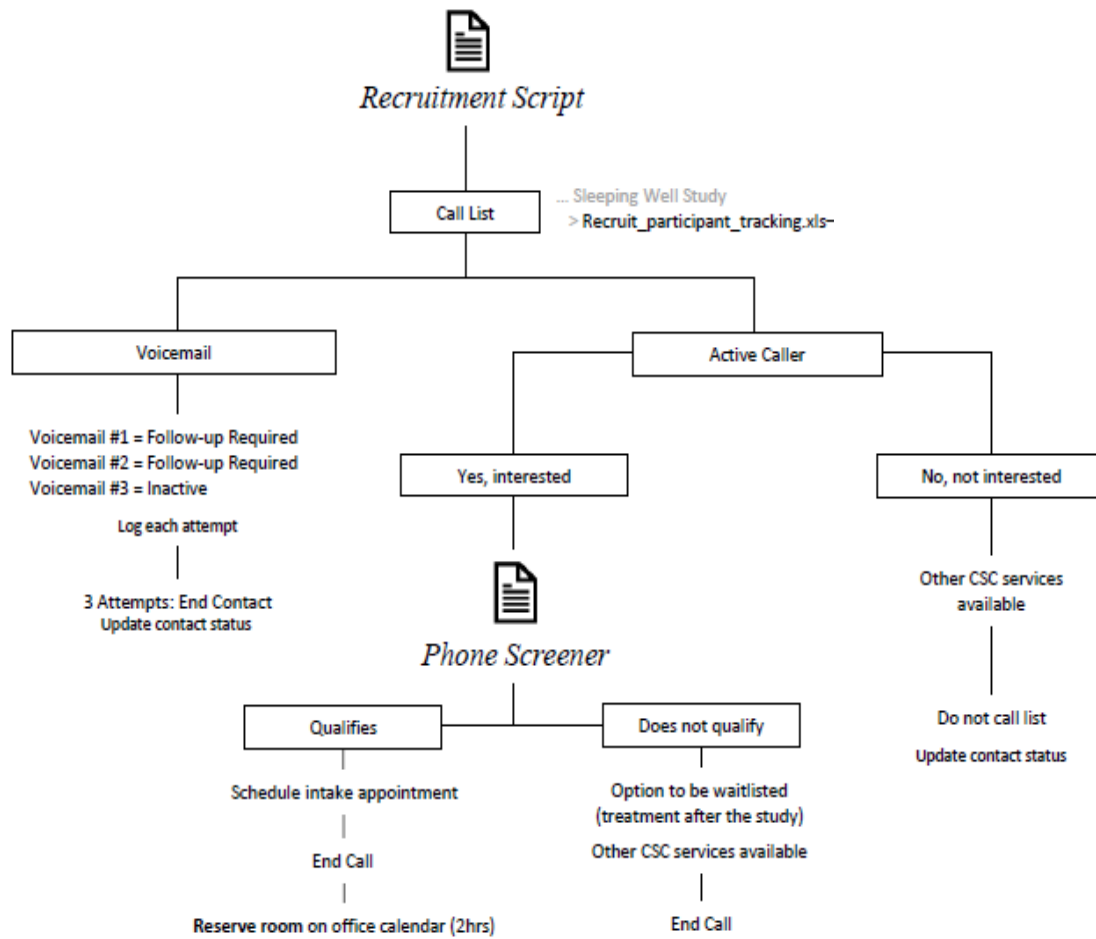 Recruitment Script
Call List
... Sleeping Well Study
> Recruit_participant_tracking.xls–
Voicemail
Active Caller
Voicemail #1 = Follow-up Required
Voicemail #2 = Follow-up Required
Voicemail #3 = Inactive
Log each attempt
3 Attempts: End Contact
Update contact status
Yes, interested
No, not interested
Other CSC services
available
Do not call list
Update contact status
Phone Screener
Qualifies
Does not qualify
Schedule intake appointment
End Call
Reserve room on office calendar (2hrs)
Option to be waitlisted
(treatment after the study)
Other CSC services available
End Call